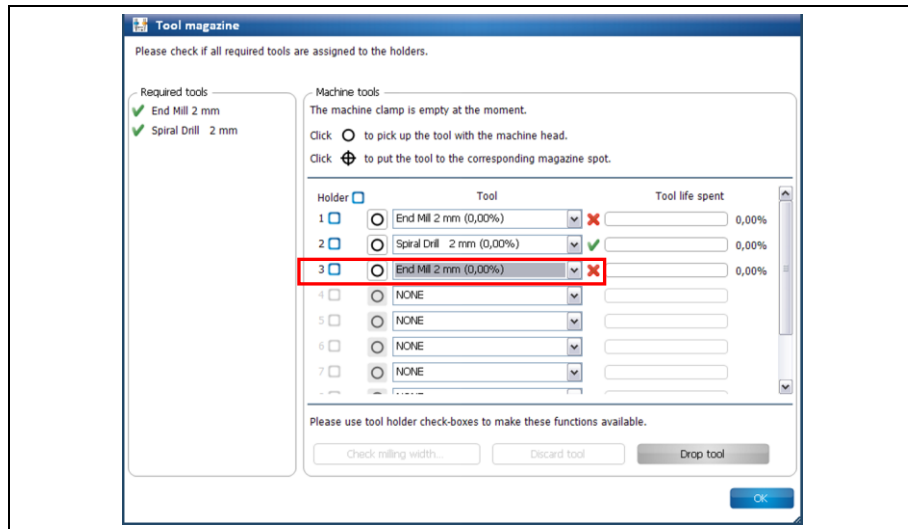 Tool magazine
Please check if all required tools are assigned to the holders.
Required tools
End Mill 2 mm
Spiral Drill 2 mm
Machine tools
The machine clamp is empty at the moment.
Click to pick up the tool with the machine head.
Click to put the tool to the corresponding magazine spot.
Holder Tool Tool life spent
1 End Mill 2 mm (0,00%) 0,00%
2 Spiral Drill 2 mm (0,00%) 0,00%
3 End Mill 2 mm (0,00%) 0,00%
4 NONE
5 NONE
6 NONE
7 NONE
Please use tool holder check-boxes to make these functions available.
Check milling width... Discard tool Drop tool
OK